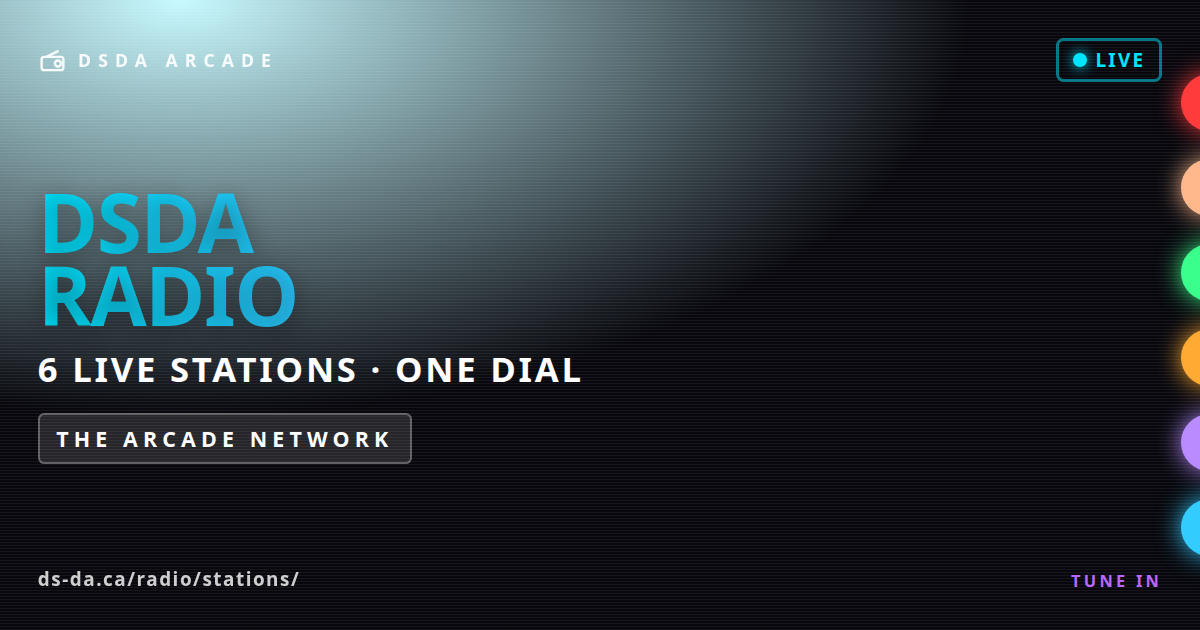 DSDA ARCADE
LIVE
DSDA
RADIO
6 LIVE STATIONS · ONE DIAL
THE ARCADE NETWORK
ds-da.ca/radio/stations/
TUNE IN